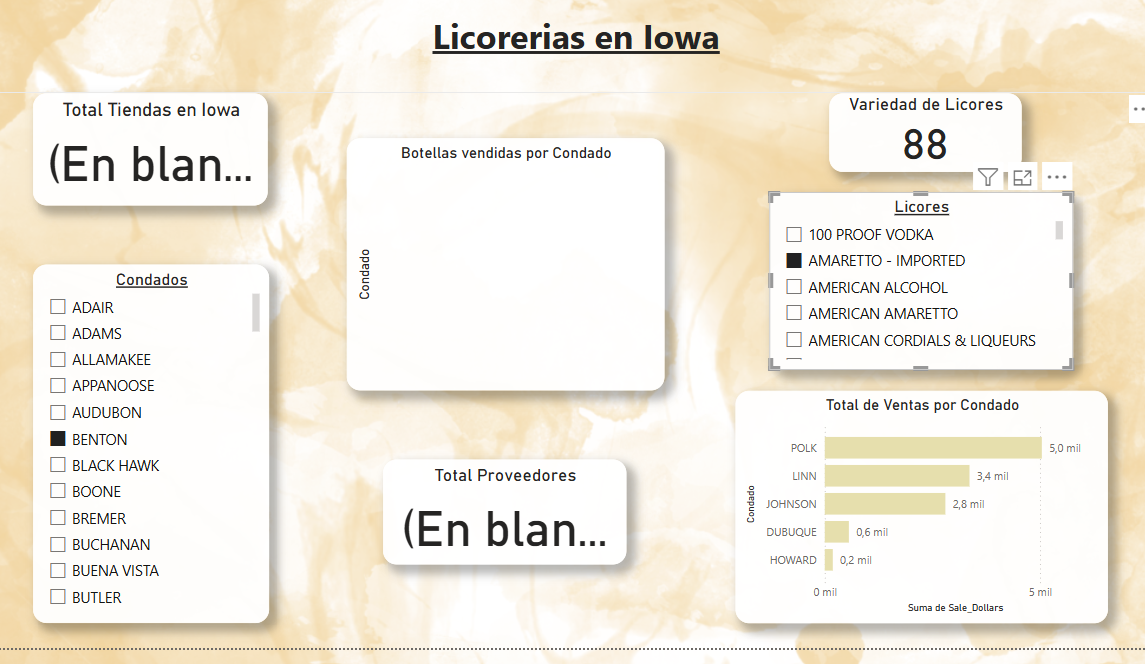 Licorerias en Iowa
Total Tiendas en Iowa
(En blan...
Condados
ADAIR
ADAMS
ALLAMAKEE
APPANOOSE
AUDUBON
BENTON
BLACK HAWK
BOONE
BREMER
BUCHANAN
BUENA VISTA
BUTLER
Botellas vendidas por Condado
Condado
Total Proveedores
(En blan...
Variedad de Licores
88
Licores
100 PROOF VODKA
AMARETTO - IMPORTED
AMERICAN ALCOHOL
AMERICAN AMARETTO
AMERICAN CORDIALS & LIQUEURS
Total de Ventas por Condado
Condado
POLK 5,0 mil
LINN 3,4 mil
JOHNSON 2,8 mil
DUBUQUE 0,6 mil
HOWARD 0,2 mil
0 mil 5 mil
Suma de Sale_Dollars